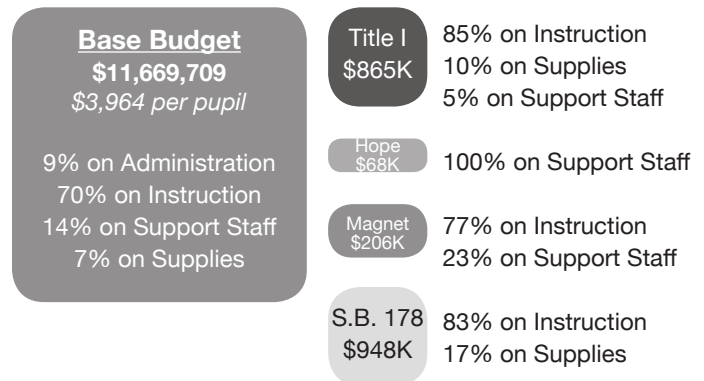 Base Budget
$11,669,709
$3,964 per pupil
9% on Administration
70% on Instruction
14% on Support Staff
7% on Supplies
Title I
$865K
85% on Instruction
10% on Supplies
5% on Support Staff
Hope
$68K
100% on Support Staff
Magnet
$206K
77% on Instruction
23% on Support Staff
S.B. 178
$948K
83% on Instruction
17% on Supplies